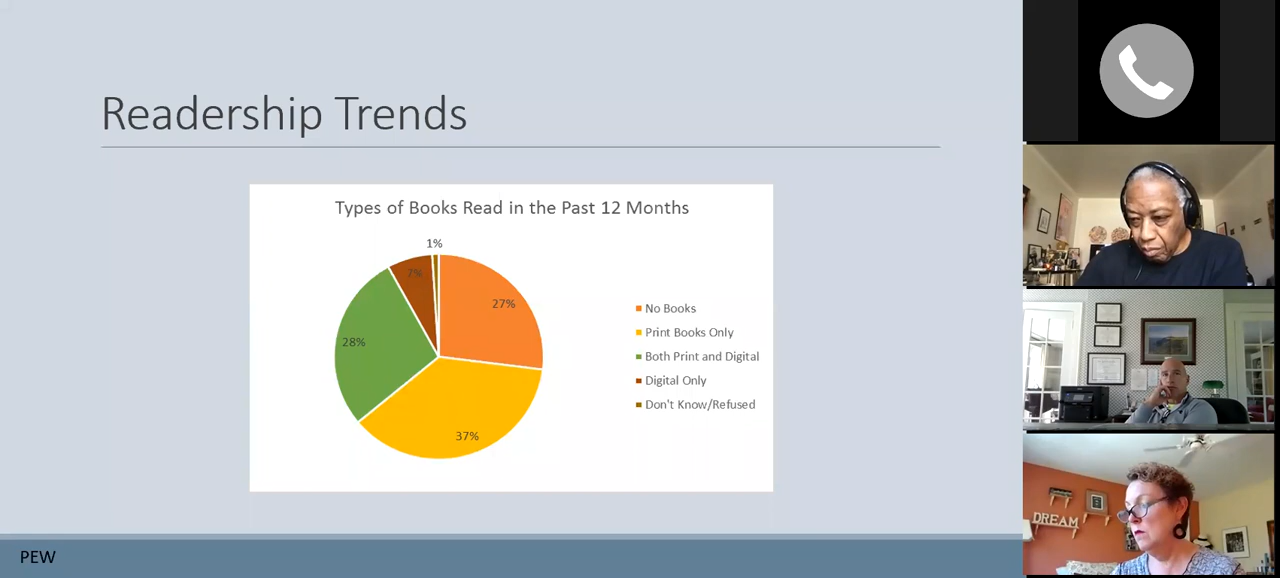 Readership Trends
Types of Books Read in the Past 12 Months
1%
7%
27%
28%
37%
No Books
Print Books Only
Both Print and Digital
Digital Only
Don't Know/Refused
PEW
DREAM